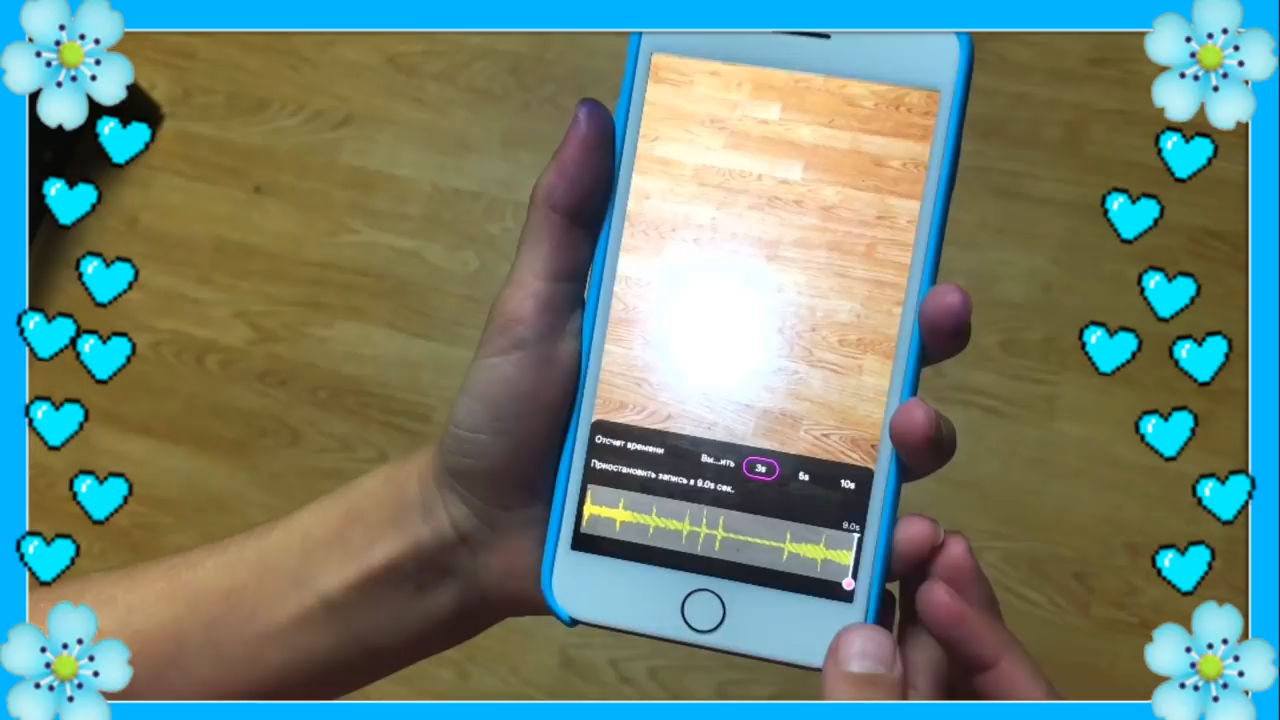 Отсчет времени Вы...ить 3s 5s 10s
Приостановить запись в 9.0s сек.
9.0s